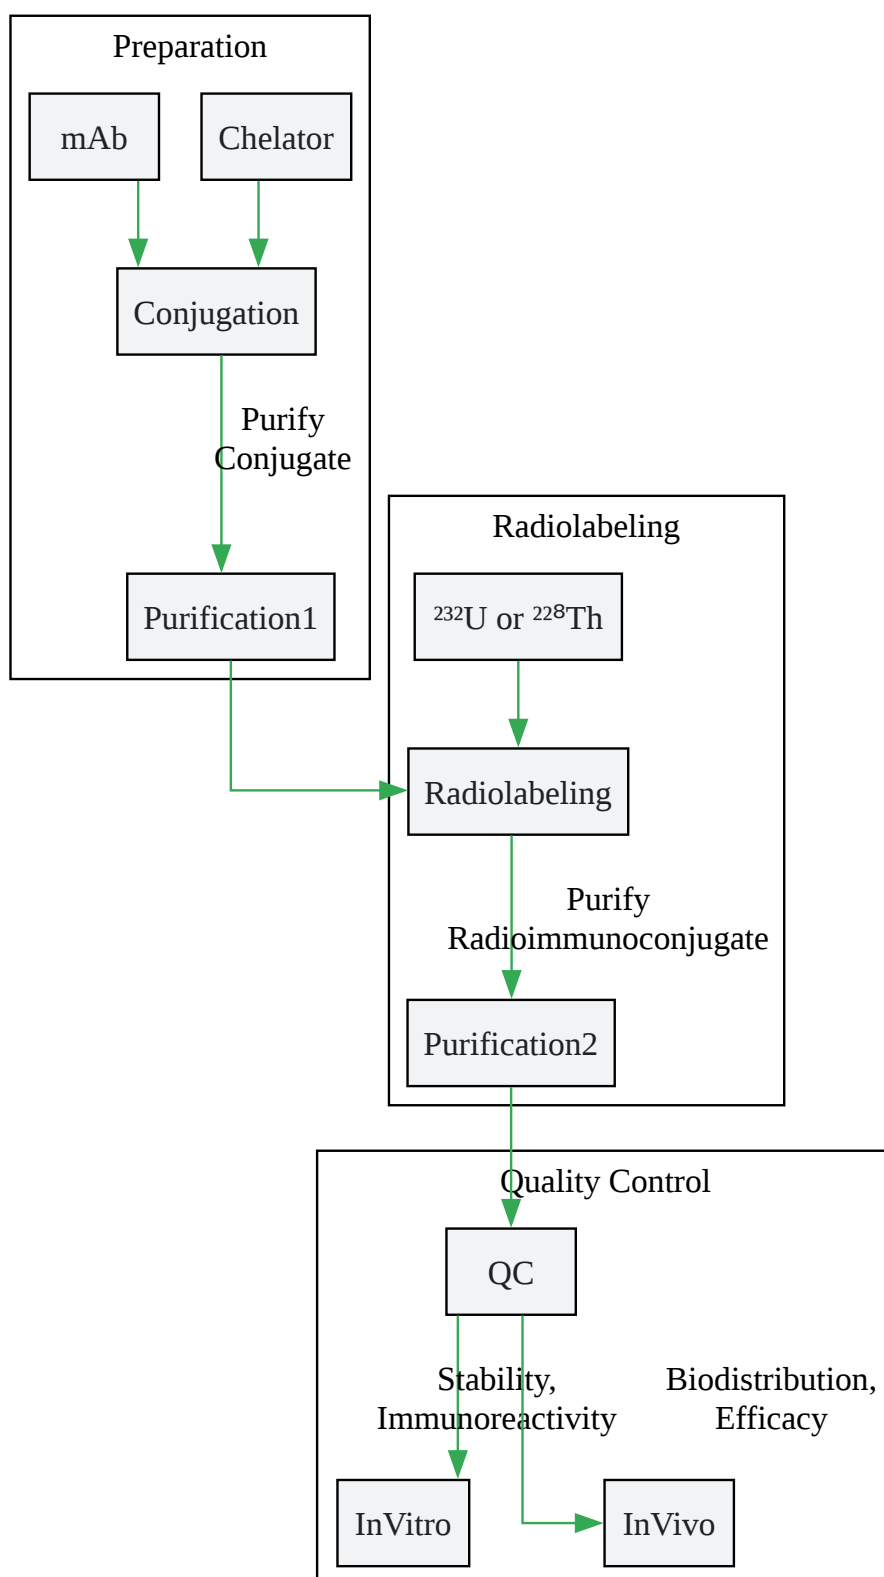 Preparation
mAb
Chelator
Conjugation
Purify
Conjugate
Purification1
Radiolabeling
²³²U or ²²⁸Th
Radiolabeling
Purify
Radioimmunoconjugate
Purification2
Quality Control
QC
Stability,
Immunoreactivity
Biodistribution,
Efficacy
InVitro
InVivo